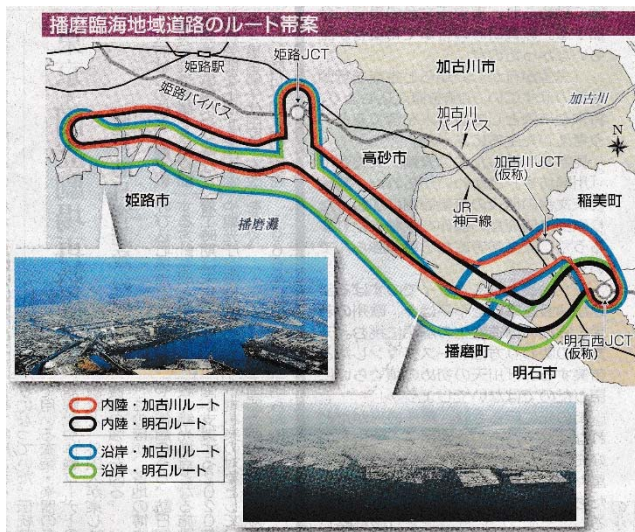 播磨臨海地域道路のルート帯案
姫路駅
姫路JCT
加古川市
加古川
姫路バイパス
加古川
バイパス
N
高砂市
加古川JCT
(仮称)
稲美町
姫路市
JR
神戸線
播磨灘
明石西JCT
(仮称)
播磨町
明石市
内陸・加古川ルート
内陸・明石ルート
沿岸・加古川ルート
沿岸・明石ルート